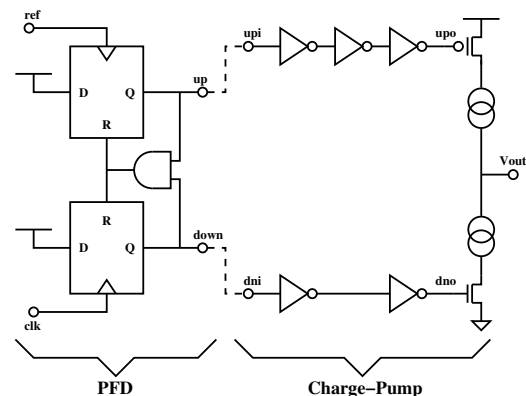 ref
D
Q
R
up
upi
upo
Vout
R
D
Q
down
dni
dno
clk
PFD
Charge-Pump